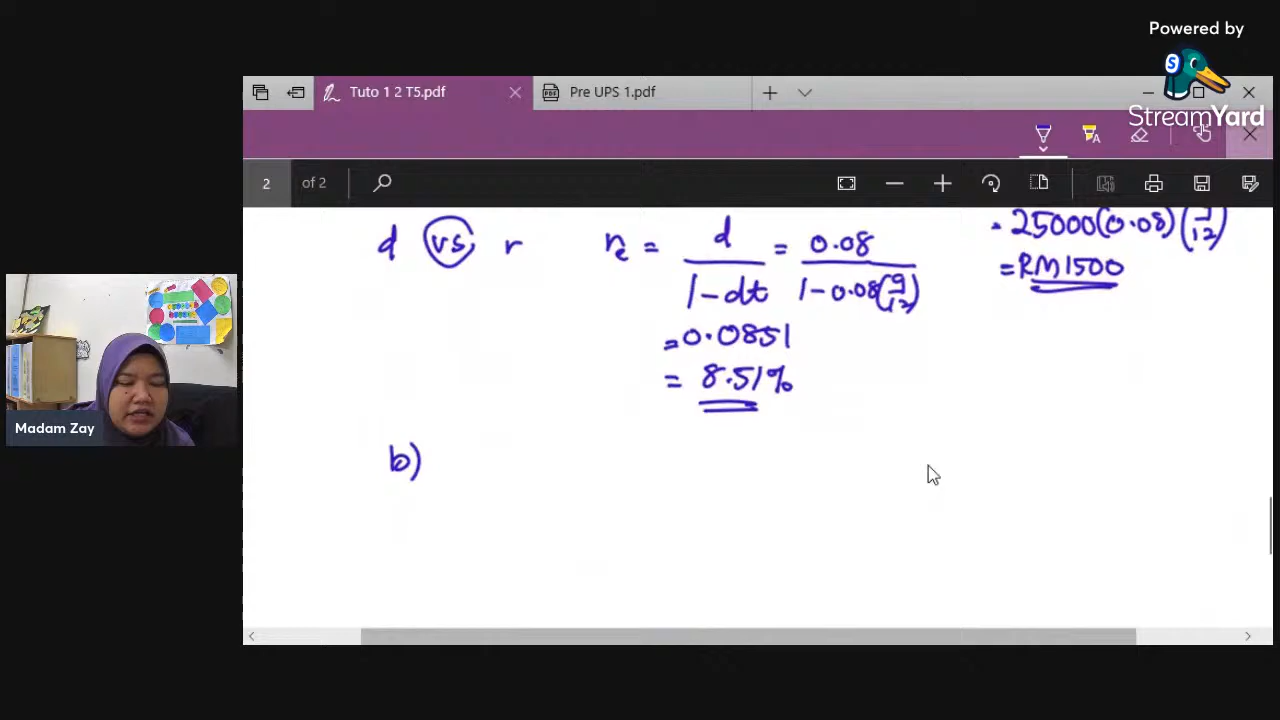 Powered by
StreamYard
Tuto 1 2 T5.pdf
Pre UPS 1.pdf
2 of 2
d vs r
re = d / 1-dt = 0.08 / 1-0.08(9/12)
= 0.0851
= 8.51%
= 25000(0.08)(9/12)
= RM1500
b)
Madam Zay